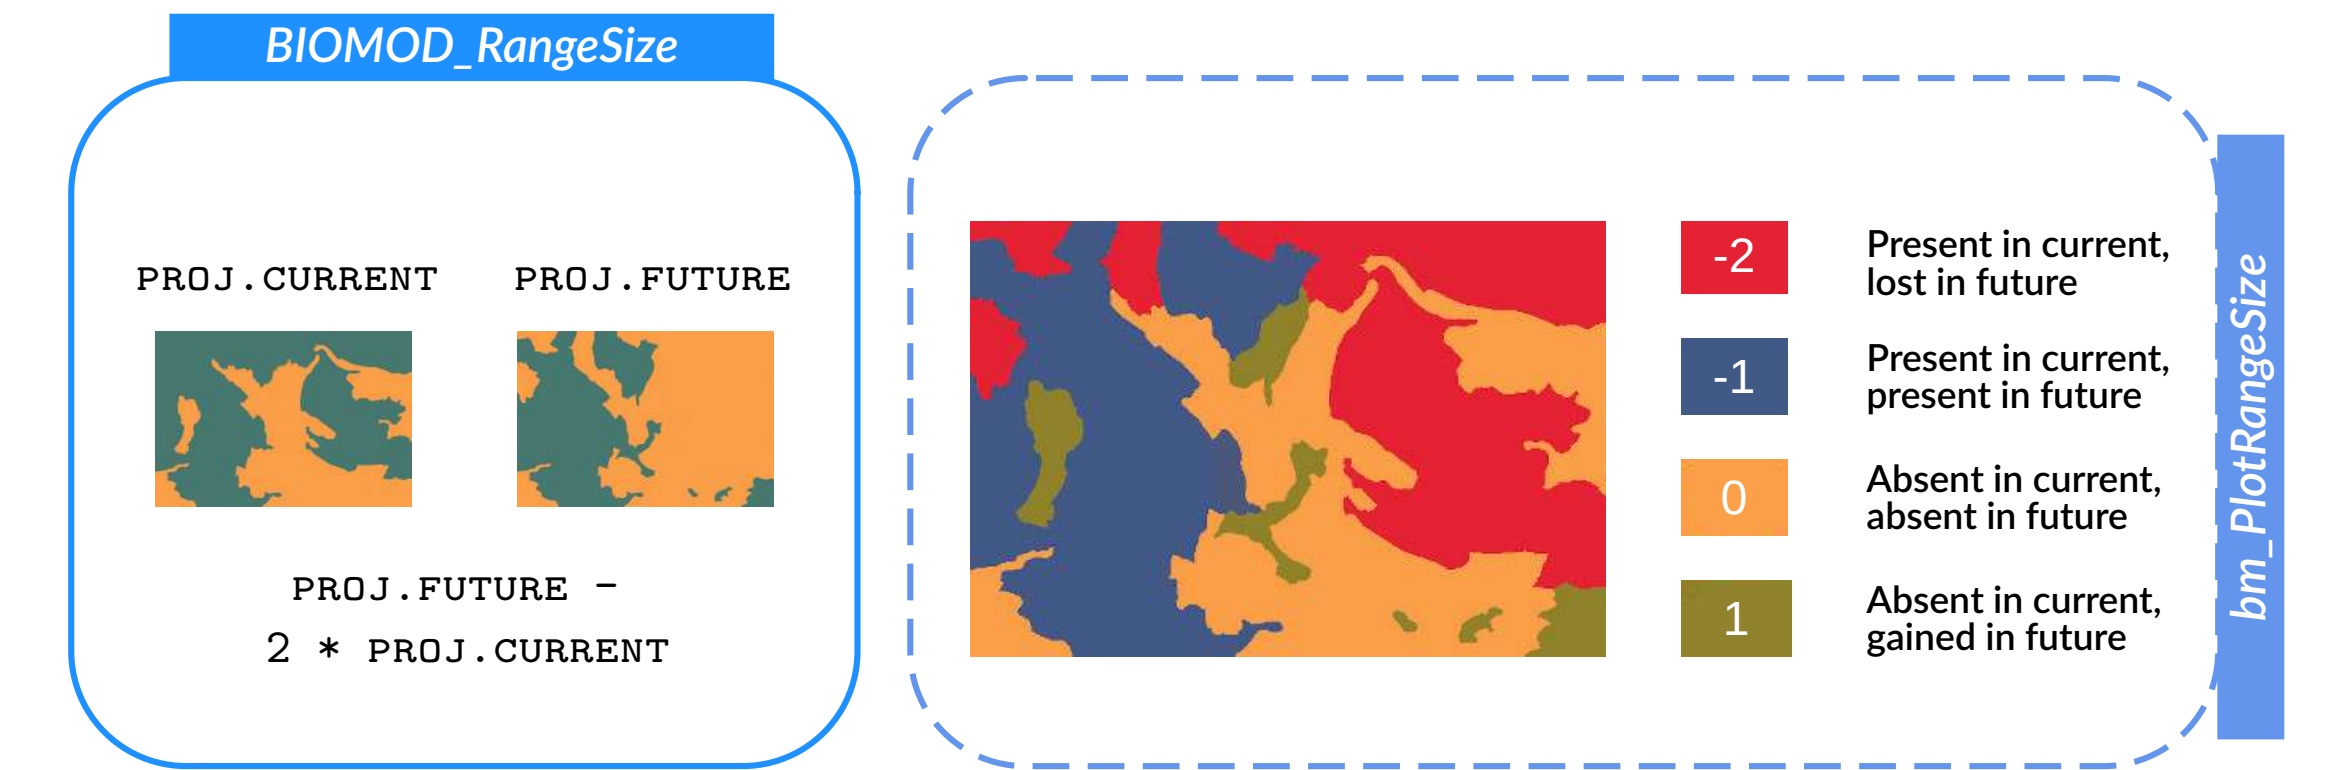 BIOMOD_RangeSize
PROJ.CURRENT
PROJ.FUTURE
PROJ.FUTURE -
2 * PROJ.CURRENT
-2
Present in current,
lost in future
-1
Present in current,
present in future
0
Absent in current,
absent in future
1
Absent in current,
gained in future
bm_PlotRangeSize